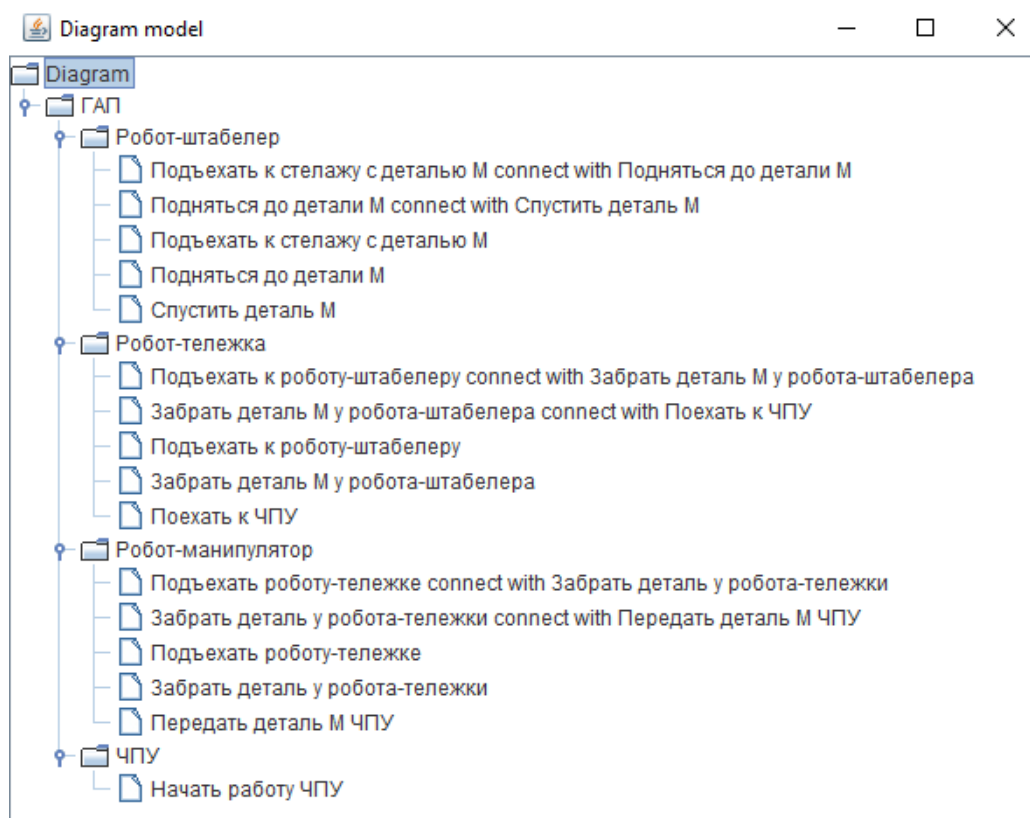 Diagram model
Diagram
ГАП
Робот-штабелер
Подъехать к стелажу с деталью М connect with Подняться до детали М
Подняться до детали М connect with Спустить деталь М
Подъехать к стелажу с деталью М
Подняться до детали М
Спустить деталь М
Робот-тележка
Подъехать к роботу-штабелеру connect with Забрать деталь М у робота-штабелера
Забрать деталь М у робота-штабелера connect with Поехать к ЧПУ
Подъехать к роботу-штабелеру
Забрать деталь М у робота-штабелера
Поехать к ЧПУ
Робот-манипулятор
Подъехать роботу-тележке connect with Забрать деталь у робота-тележки
Забрать деталь у робота-тележки connect with Передать деталь М ЧПУ
Подъехать роботу-тележке
Забрать деталь у робота-тележки
Передать деталь М ЧПУ
ЧПУ
Начать работу ЧПУ